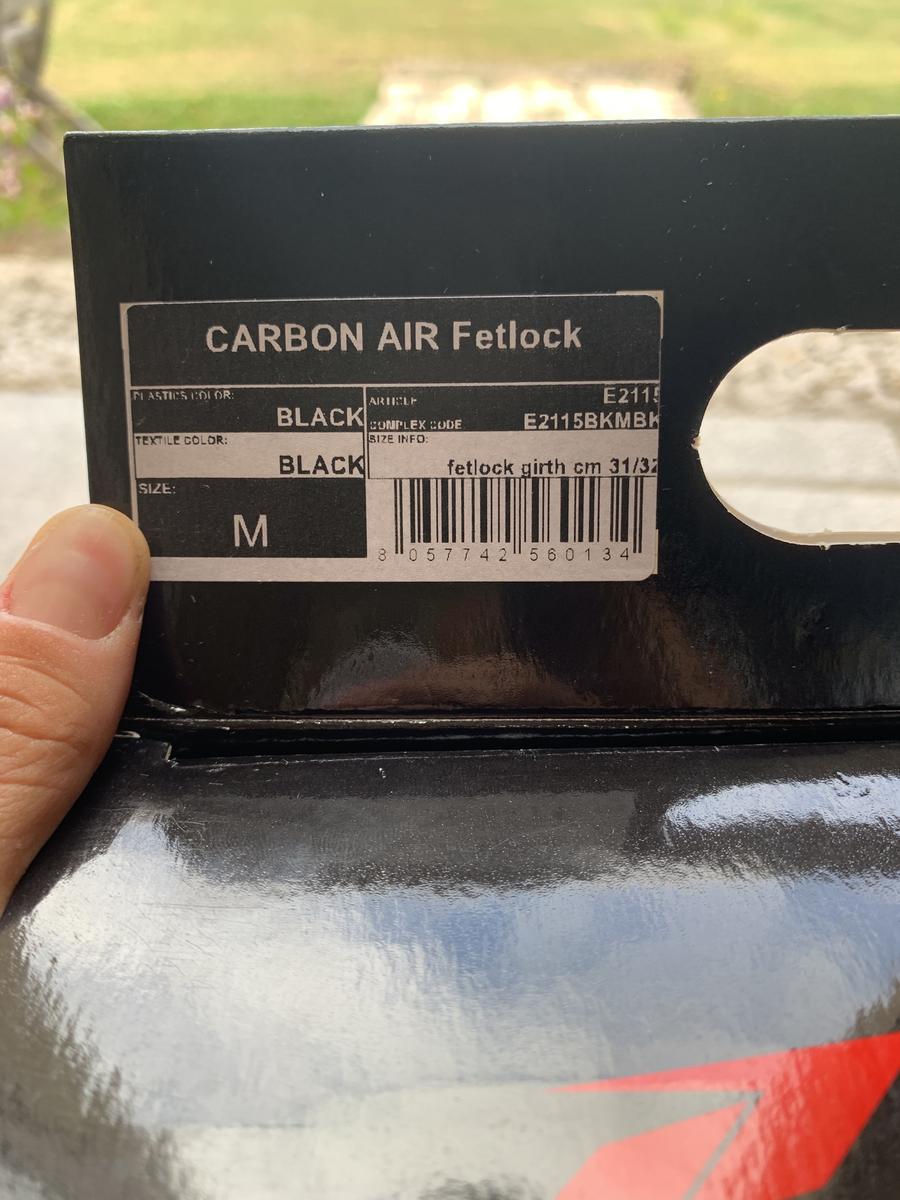 CARBON AIR Fetlock
PLASTICS COLOR:
BLACK
ARTICLE
E2115
COMPLEX CODE
E2115BKMBK
TEXTILE COLOR:
BLACK
SIZE INFO:
fetlock girth cm 31/32
SIZE:
M
8 057742 560134